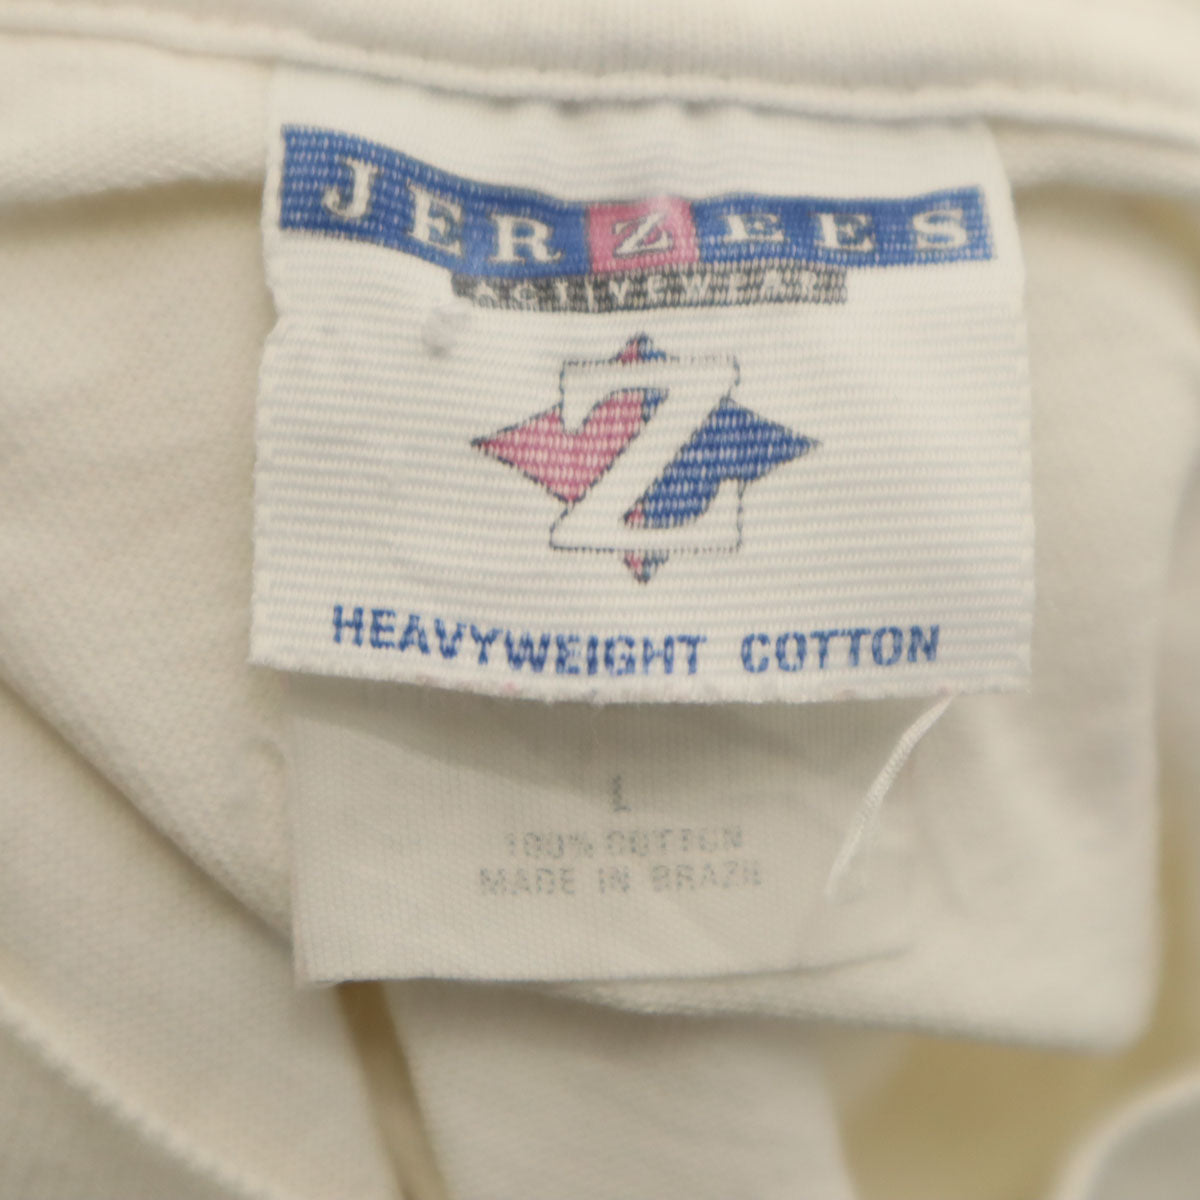 JERZEES
ACTIVEWEAR
Z
HEAVYWEIGHT COTTON
100% COTTON
MADE IN BRAZIL